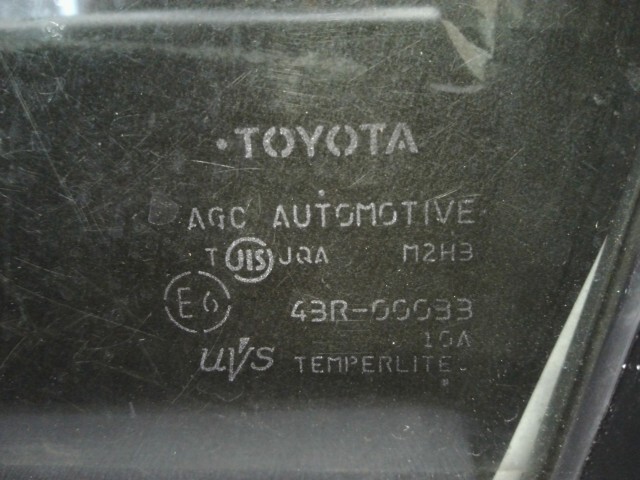 TOYOTA
AGC AUTOMOTIVE
T JIS JQA M2H3
E6 43R-00033
10A
UVS TEMPERLITE